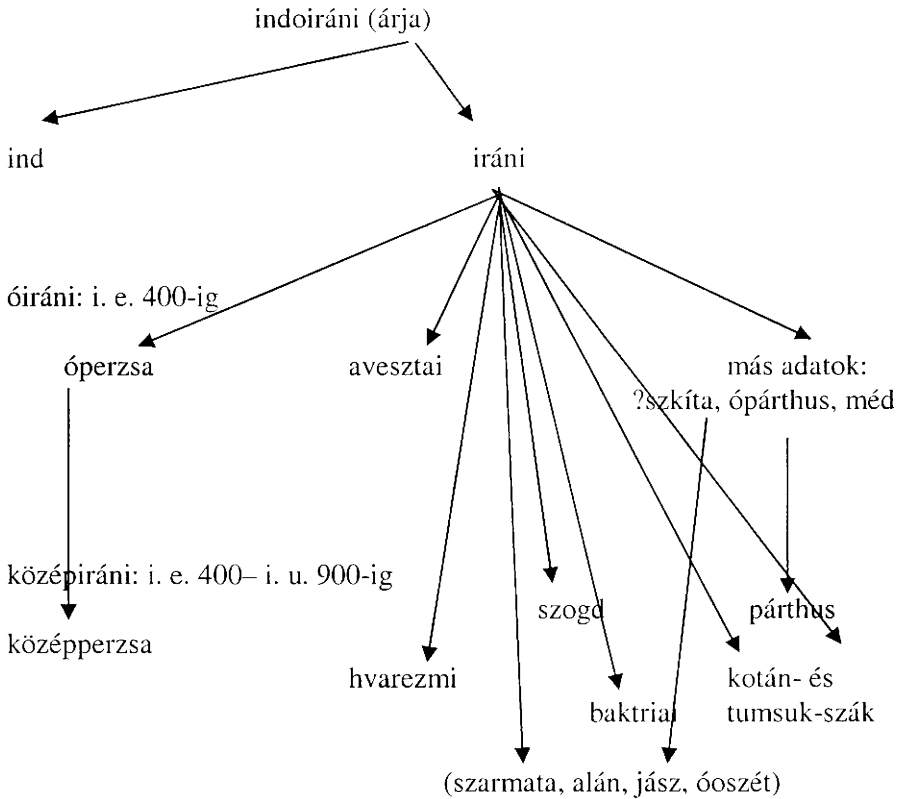 indoiráni (árja)
ind
iráni
óiráni: i. e. 400-ig
óperzsa
avesztai
más adatok:
?szkíta, ópárthus, méd
középiráni: i. e. 400– i. u. 900-ig
szogd
párthus
középperzsa
hvarezmi
kotán- és
baktriai
tumsuk-szák
(szarmata, alán, jász, óoszét)